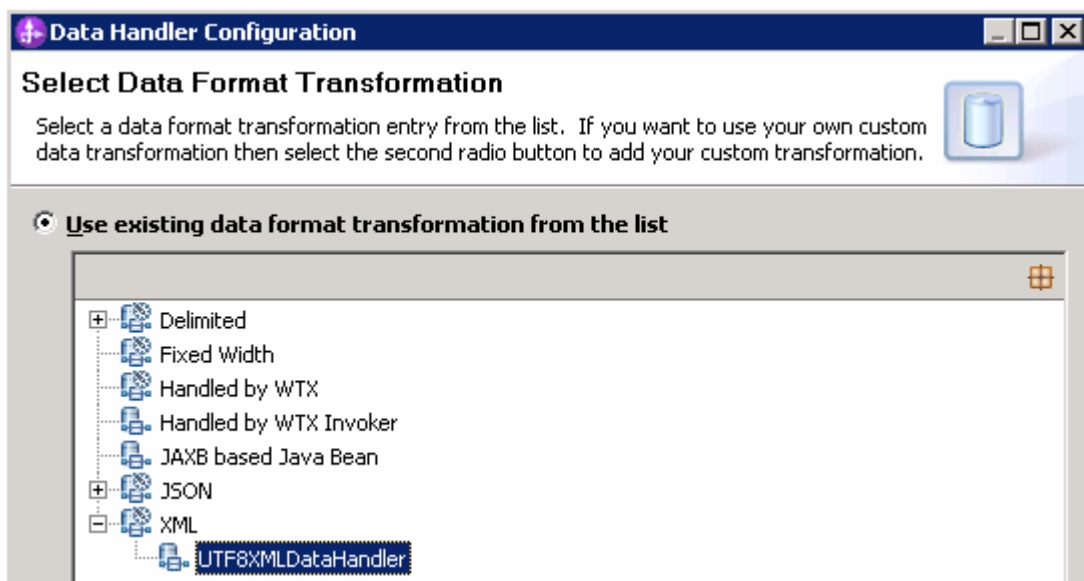 Data Handler Configuration
Select Data Format Transformation
Select a data format transformation entry from the list. If you want to use your own custom
data transformation then select the second radio button to add your custom transformation.
Use existing data format transformation from the list
Delimited
Fixed Width
Handled by WTX
Handled by WTX Invoker
JAXB based Java Bean
JSON
XML
UTF8XMLDataHandler